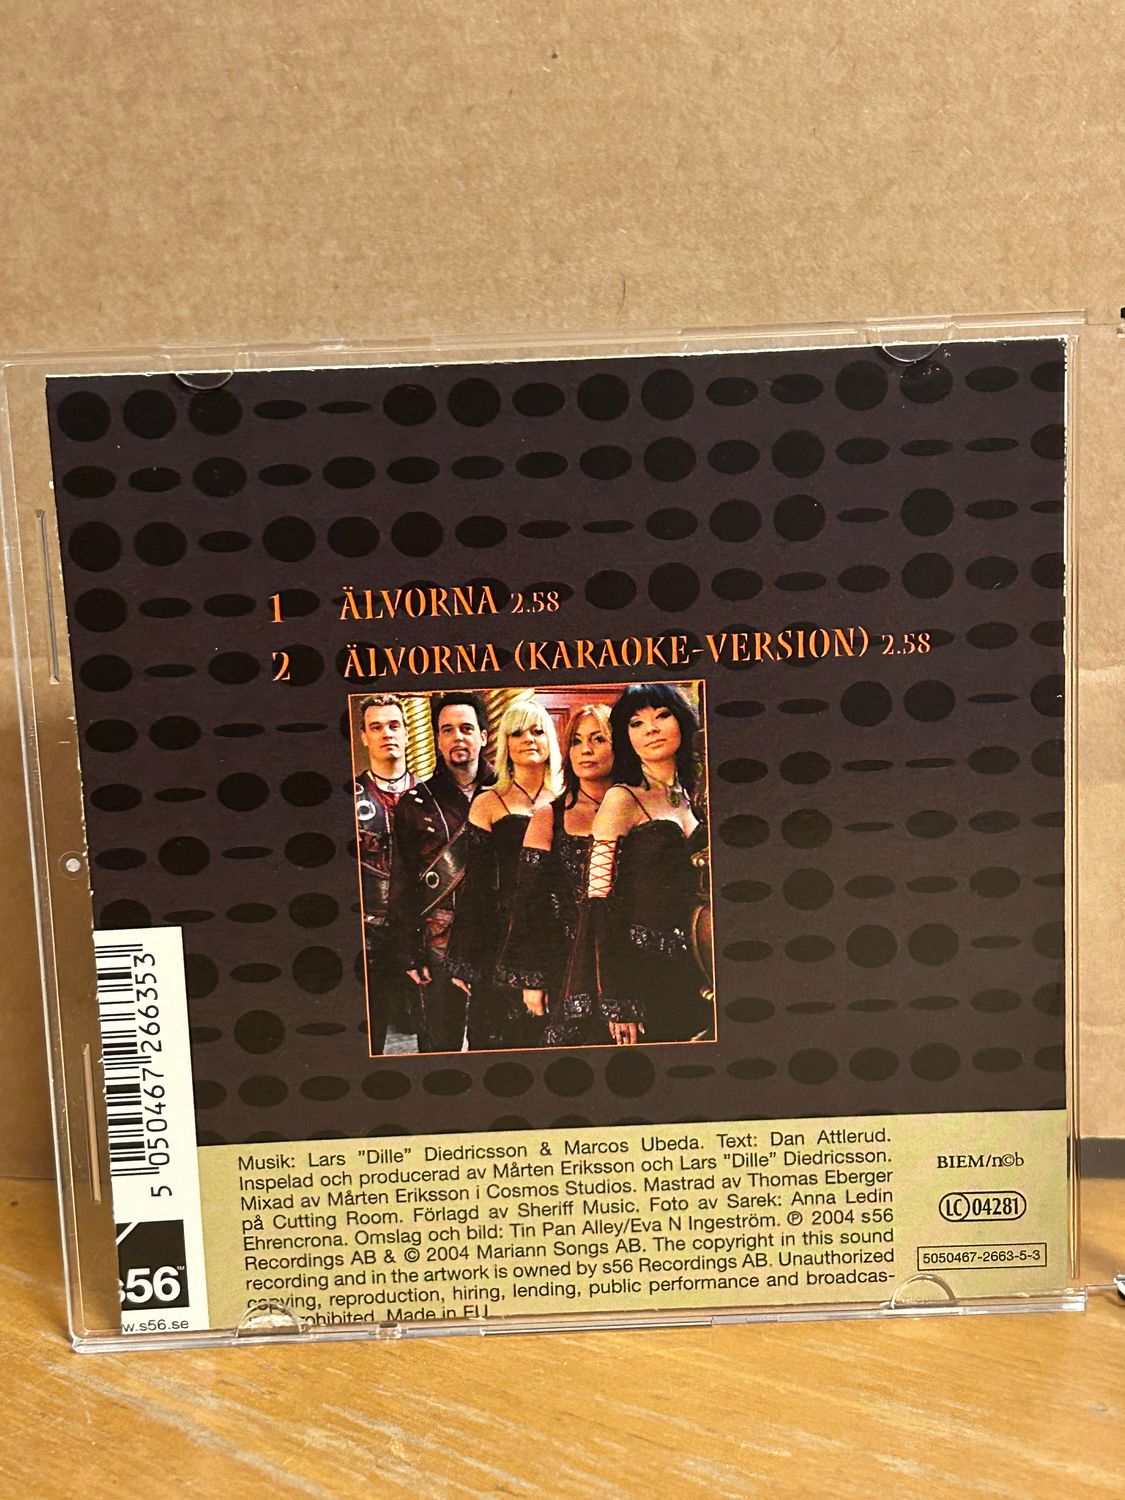 1 ÄLVORNA 2.58
2 ÄLVORNA (KARAOKE-VERSION) 2.58
5 050467 266353
Musik: Lars "Dille" Diedricsson & Marcos Ubeda. Text: Dan Attlerud.
Inspelad och producerad av Mårten Eriksson och Lars "Dille" Diedricsson.
Mixad av Mårten Eriksson i Cosmos Studios. Mastrad av Thomas Eberger
på Cutting Room. Förlagd av Sheriff Music. Foto av Sarek: Anna Ledin
Ehrencrona. Omslag och bild: Tin Pan Alley/Eva N Ingeström. ℗ 2004 s56
Recordings AB & © 2004 Mariann Songs AB. The copyright in this sound
recording and in the artwork is owned by s56 Recordings AB. Unauthorized
copying, reproduction, hiring, lending, public performance and broadcas-
prohibited. Made in EU
BIEM/n©b
LC 04281
5050467-2663-5-3
s56™
w.s56.se